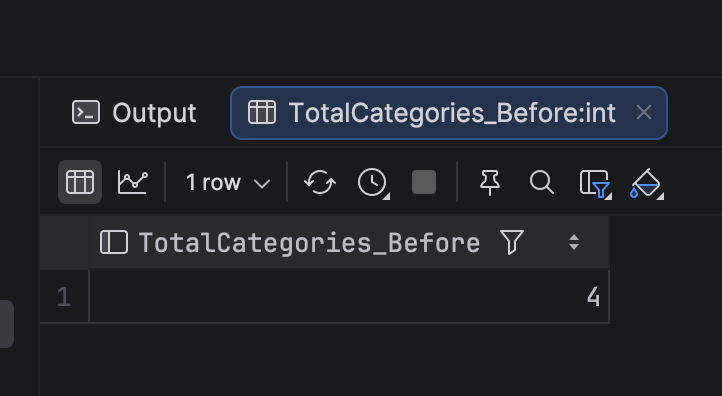 Output
TotalCategories_Before:int
1 row
TotalCategories_Before
1
4